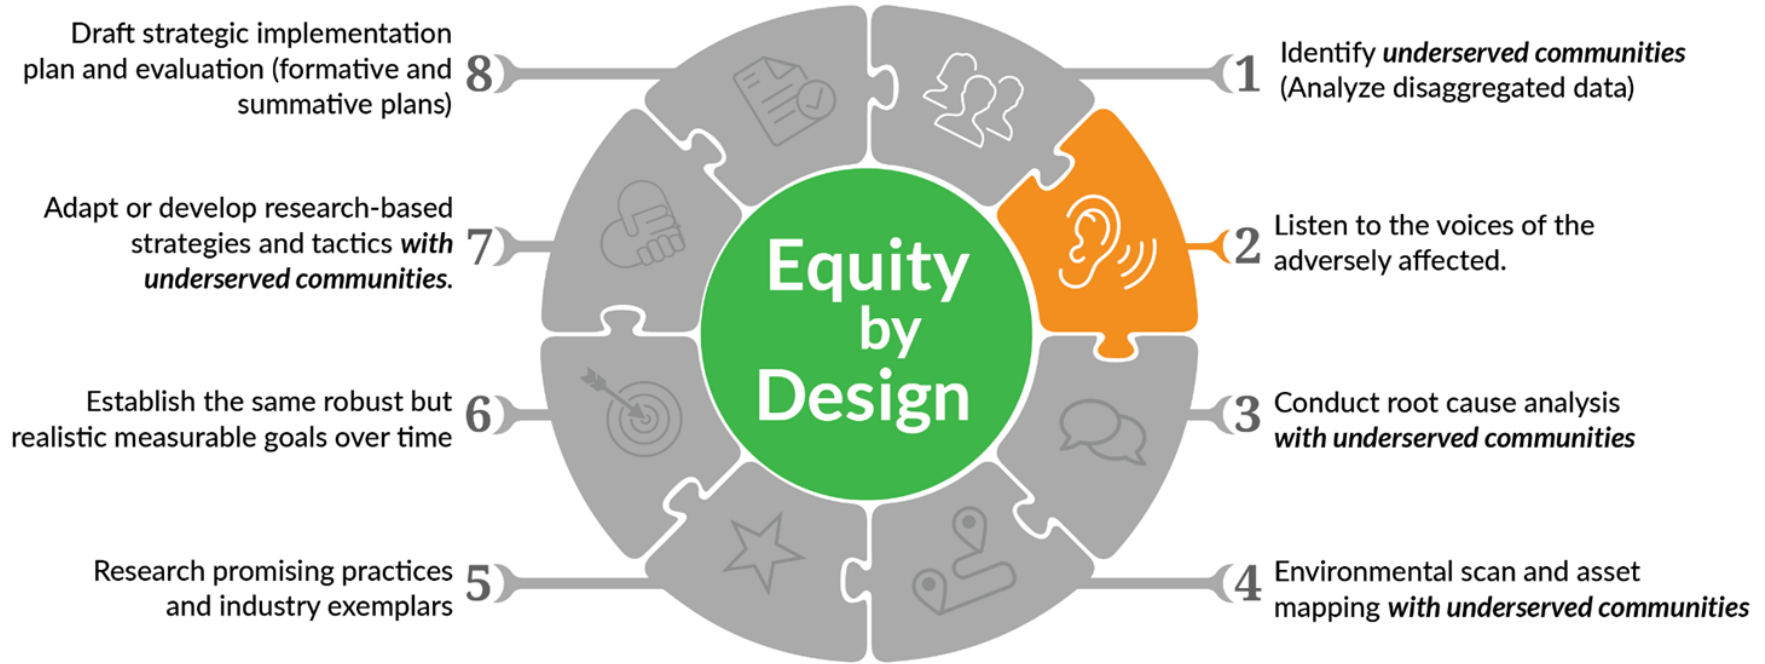 Equity
by
Design
1
Identify underserved communities
(Analyze disaggregated data)
2
Listen to the voices of the
adversely affected.
3
Conduct root cause analysis
with underserved communities
4
Environmental scan and asset
mapping with underserved communities
5
Research promising practices
and industry exemplars
6
Establish the same robust but
realistic measurable goals over time
7
Adapt or develop research-based
strategies and tactics with
underserved communities.
8
Draft strategic implementation
plan and evaluation (formative and
summative plans)